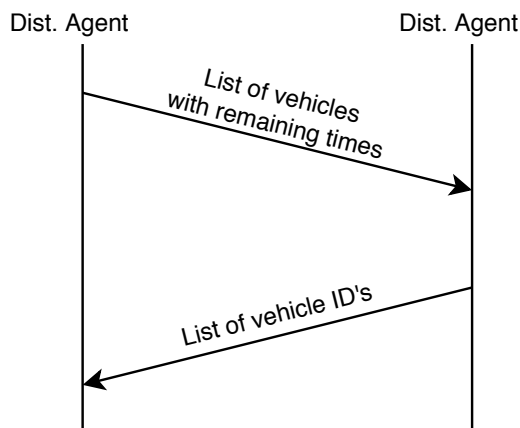 Dist. Agent
Dist. Agent
List of vehicles
with remaining times
List of vehicle ID's